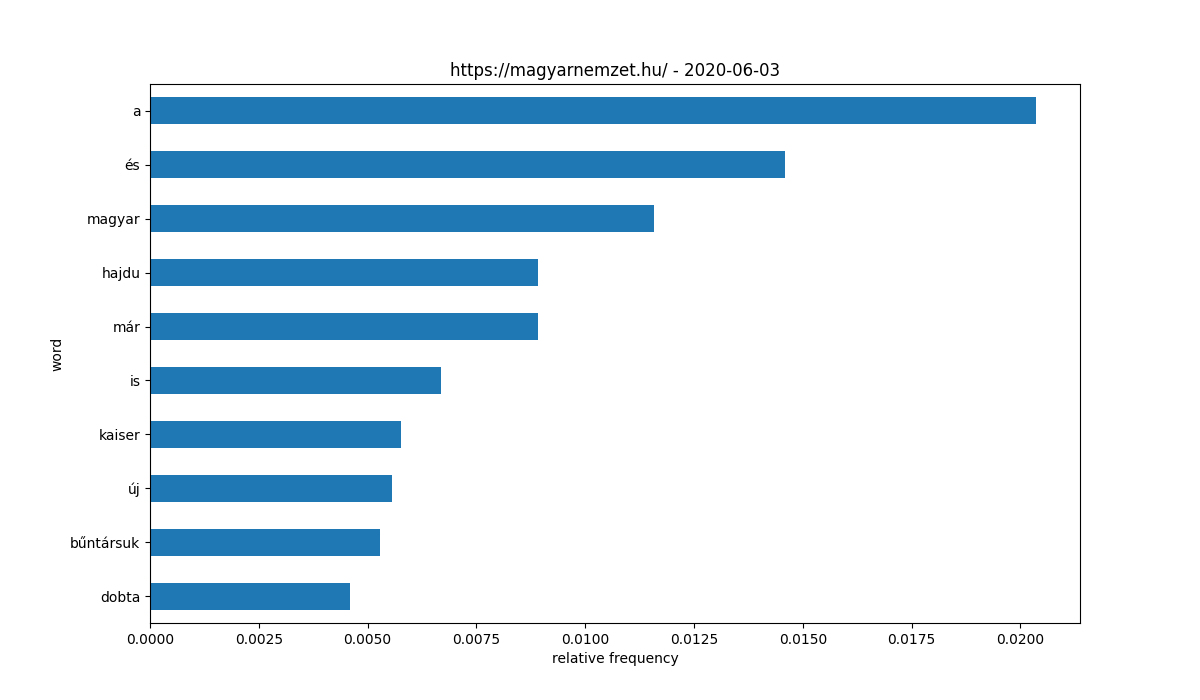 https://magyarnemzet.hu/ - 2020-06-03
a
és
magyar
hajdu
már
is
kaiser
új
bűntársuk
dobta
word
0.0000 0.0025 0.0050 0.0075 0.0100 0.0125 0.0150 0.0175 0.0200
relative frequency